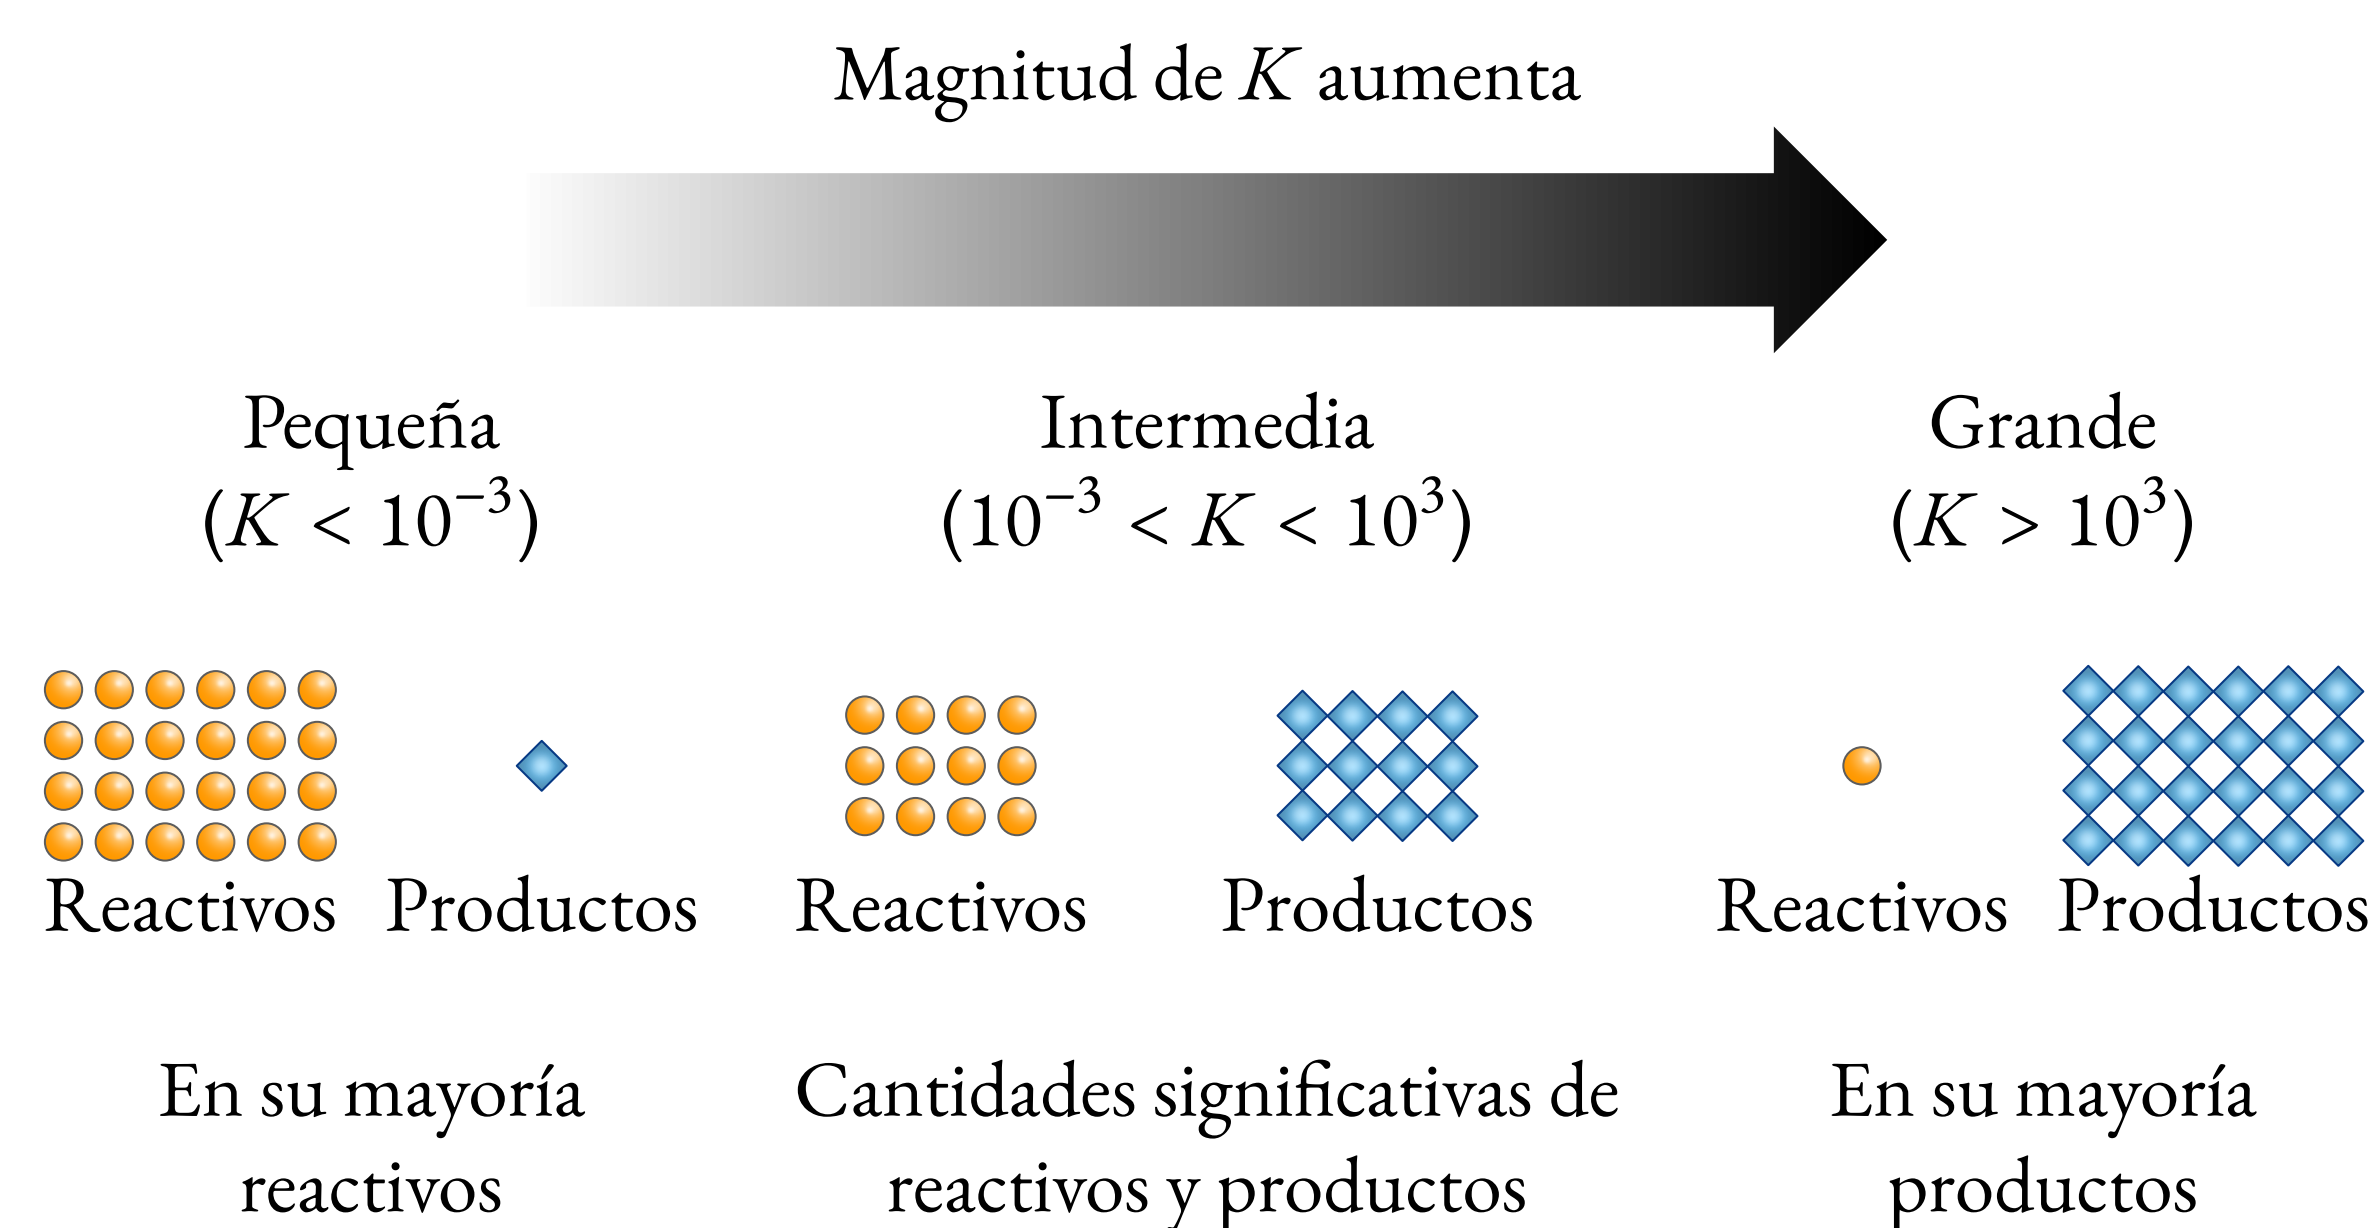 Magnitud de K aumenta
Pequeña
(K < 10⁻³)
Intermedia
(10⁻³ < K < 10³)
Grande
(K > 10³)
Reactivos
Productos
Reactivos
Productos
Reactivos
Productos
En su mayoría
reactivos
Cantidades significativas de
reactivos y productos
En su mayoría
productos